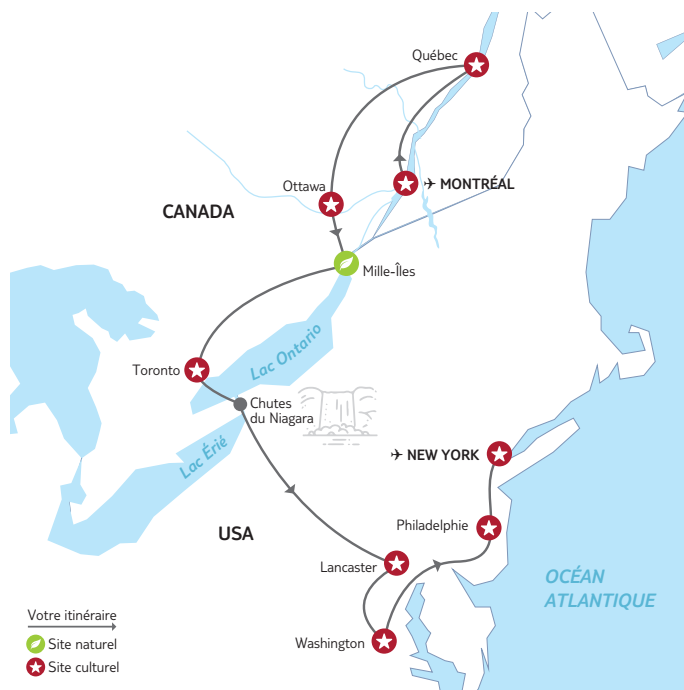 Québec
✈ MONTRÉAL
Ottawa
CANADA
Mille-Îles
Lac Ontario
Toronto
Chutes
du Niagara
Lac Érié
✈ NEW YORK
Philadelphie
USA
Lancaster
OCÉAN
ATLANTIQUE
Washington
Votre itinéraire
Site naturel
Site culturel